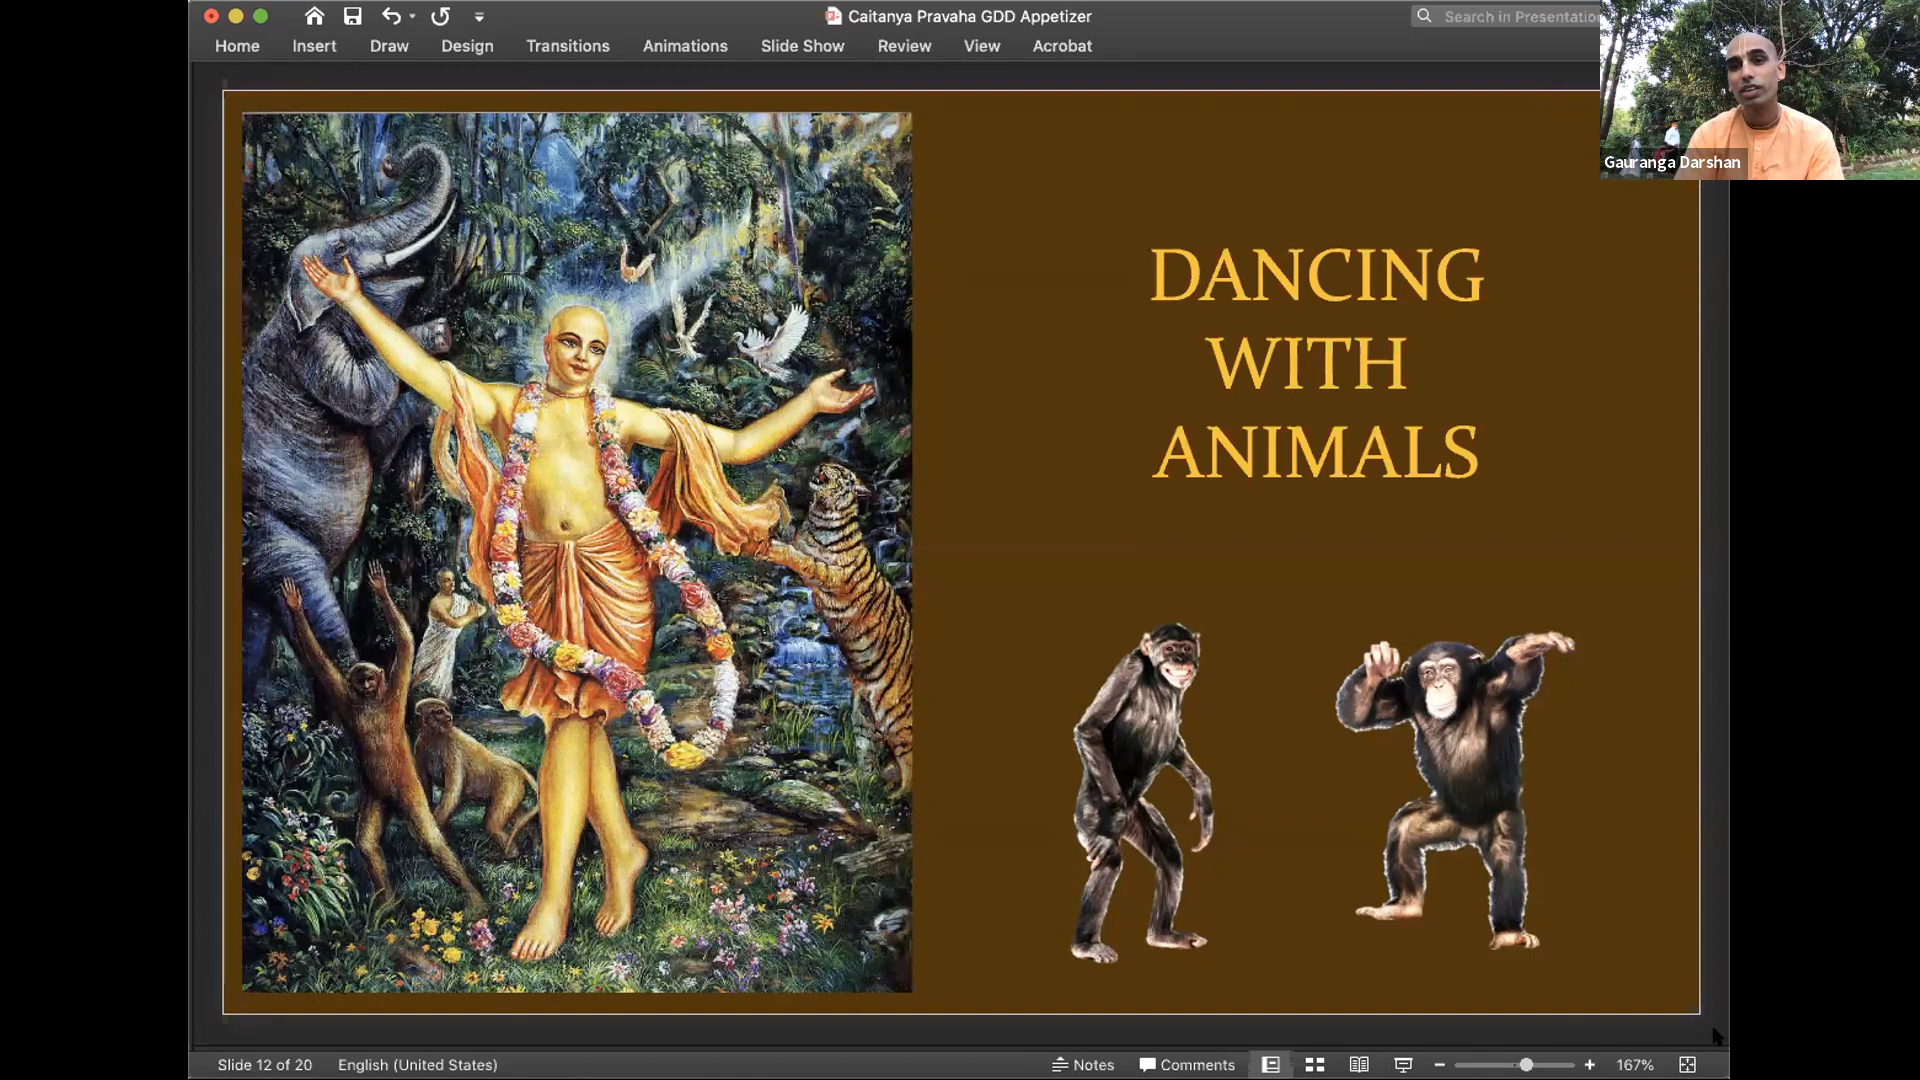 Caitanya Pravaha GDD Appetizer
Search in Presentation
Home Insert Draw Design Transitions Animations Slide Show Review View Acrobat
Gauranga Darshan
DANCING
WITH
ANIMALS
Slide 12 of 20 English (United States) Notes Comments 167%